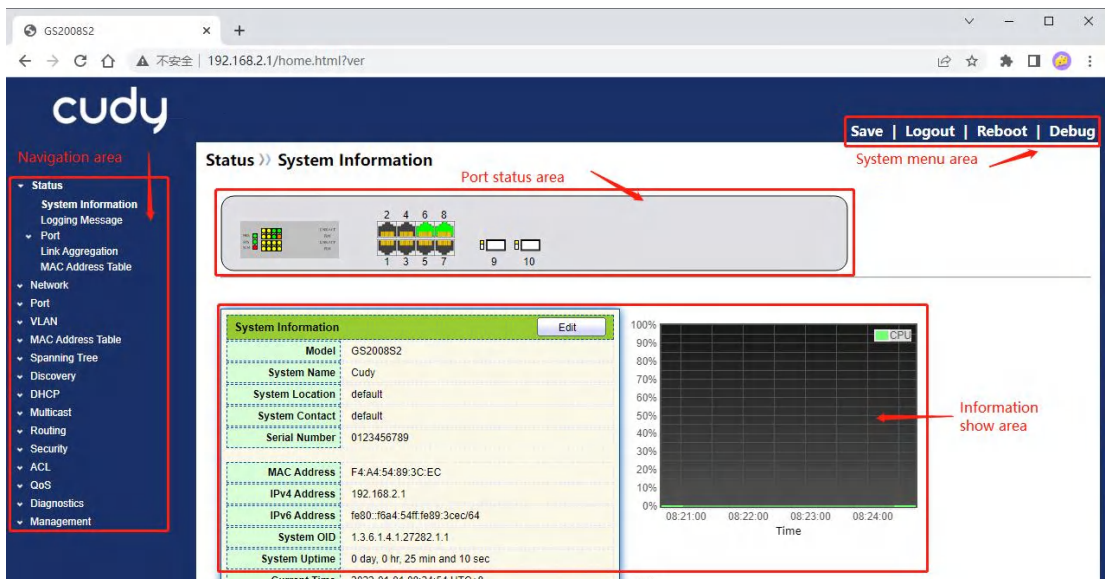 GS2008S2
不安全 | 192.168.2.1/home.html?ver
cudy
Save | Logout | Reboot | Debug
Navigation area
Status 》 System Information
System menu area
Port status area
Status
System Information
Logging Message
Port
Link Aggregation
MAC Address Table
Network
Port
VLAN
MAC Address Table
Spanning Tree
Discovery
DHCP
Multicast
Routing
Security
ACL
QoS
Diagnostics
Management
2 4 6 8
1 3 5 7 9 10
System Information Edit
Model GS2008S2
System Name Cudy
System Location default
System Contact default
Serial Number 0123456789
MAC Address F4:A4:54:89:3C:EC
IPv4 Address 192.168.2.1
IPv6 Address fe80::f6a4:54ff:fe89:3cec/64
System OID 1.3.6.1.4.1.27282.1.1
System Uptime 0 day, 0 hr, 25 min and 10 sec
100%
90%
80%
70%
60%
50%
40%
30%
20%
10%
0%
CPU
08:21:00 08:22:00 08:23:00 08:24:00
Time
Information
show area